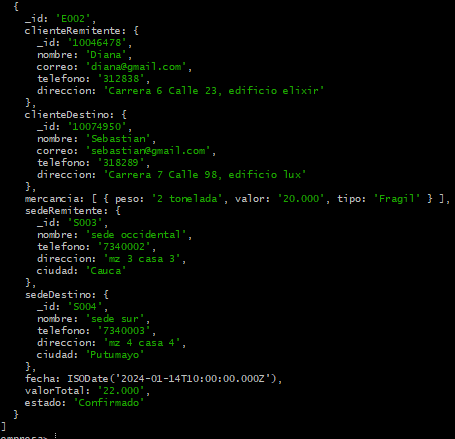 {
_id: 'E002',
clienteRemitente: {
_id: '10046478',
nombre: 'Diana',
correo: 'diana@gmail.com',
telefono: '312838',
direccion: 'Carrera 6 Calle 23, edificio elixir'
},
clienteDestino: {
_id: '10074950',
nombre: 'Sebastian',
correo: 'sebastian@gmail.com',
telefono: '318289',
direccion: 'Carrera 7 Calle 98, edificio lux'
},
mercancia: [ { peso: '2 tonelada', valor: '20.000', tipo: 'Fragil' } ],
sedeRemitente: {
_id: 'S003',
nombre: 'sede occidental',
telefono: '7340002',
direccion: 'mz 3 casa 3',
ciudad: 'Cauca'
},
sedeDestino: {
_id: 'S004',
nombre: 'sede sur',
telefono: '7340003',
direccion: 'mz 4 casa 4',
ciudad: 'Putumayo'
},
fecha: ISODate('2024-01-14T10:00:00.000Z'),
valorTotal: '22.000',
estado: 'Confirmado'
}
]